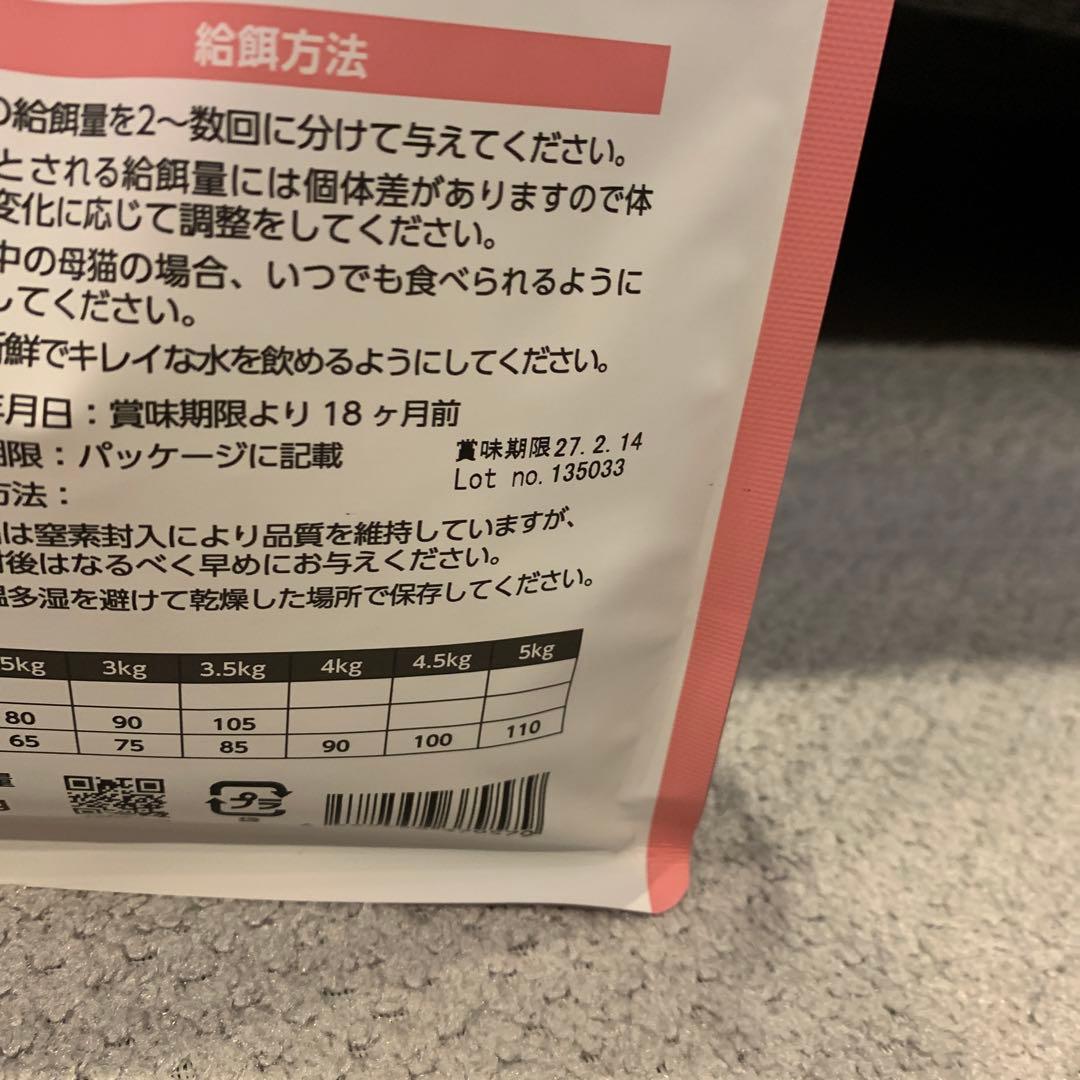 給餌方法
の給餌量を2〜数回に分けて与えてください。
とされる給餌量には個体差がありますので体
変化に応じて調整をしてください。
中の母猫の場合、いつでも食べられるように
してください。
新鮮でキレイな水を飲めるようにしてください。
年月日：賞味期限より18ヶ月前
期限：パッケージに記載
賞味期限27.2.14
Lot no.135033
方法：
は窒素封入により品質を維持していますが、
封後はなるべく早めにお与えください。
温多湿を避けて乾燥した場所で保存してください。
5kg 3kg 3.5kg 4kg 4.5kg 5kg
80 90 105
65 75 85 90 100 110
量
プラ